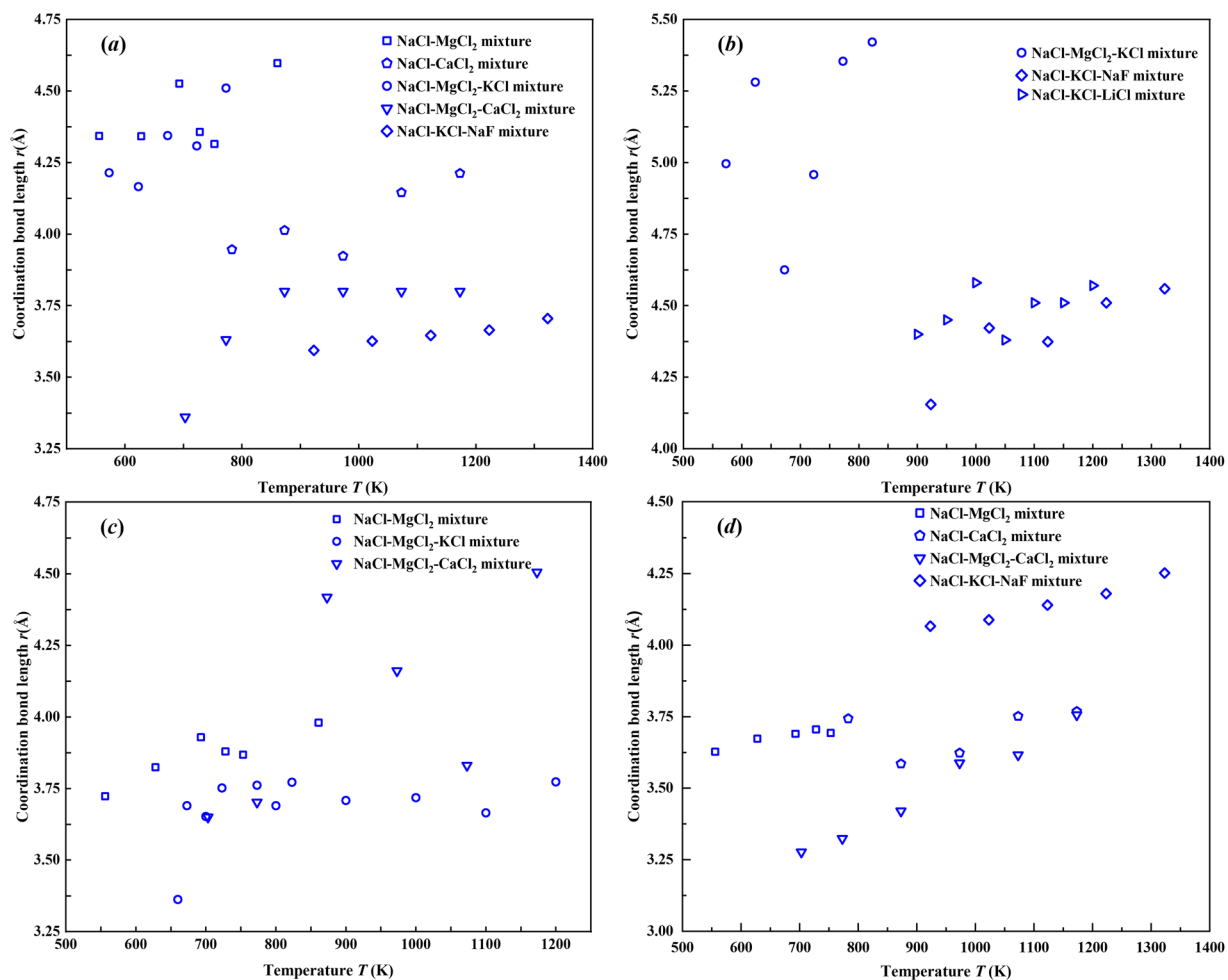 (a)
NaCl-MgCl₂ mixture
NaCl-CaCl₂ mixture
NaCl-MgCl₂-KCl mixture
NaCl-MgCl₂-CaCl₂ mixture
NaCl-KCl-NaF mixture
Coordination bond length r(Å)
4.75
4.50
4.25
4.00
3.75
3.50
3.25
600 800 1000 1200 1400
Temperature T (K)
(b)
NaCl-MgCl₂-KCl mixture
NaCl-KCl-NaF mixture
NaCl-KCl-LiCl mixture
Coordination bond length r(Å)
5.50
5.25
5.00
4.75
4.50
4.25
4.00
500 600 700 800 900 1000 1100 1200 1300 1400
Temperature T (K)
(c)
NaCl-MgCl₂ mixture
NaCl-MgCl₂-KCl mixture
NaCl-MgCl₂-CaCl₂ mixture
Coordination bond length r(Å)
4.75
4.50
4.25
4.00
3.75
3.50
3.25
500 600 700 800 900 1000 1100 1200
Temperature T (K)
(d)
NaCl-MgCl₂ mixture
NaCl-CaCl₂ mixture
NaCl-MgCl₂-CaCl₂ mixture
NaCl-KCl-NaF mixture
Coordination bond length r(Å)
4.50
4.25
4.00
3.75
3.50
3.25
3.00
500 600 700 800 900 1000 1100 1200 1300 1400
Temperature T (K)